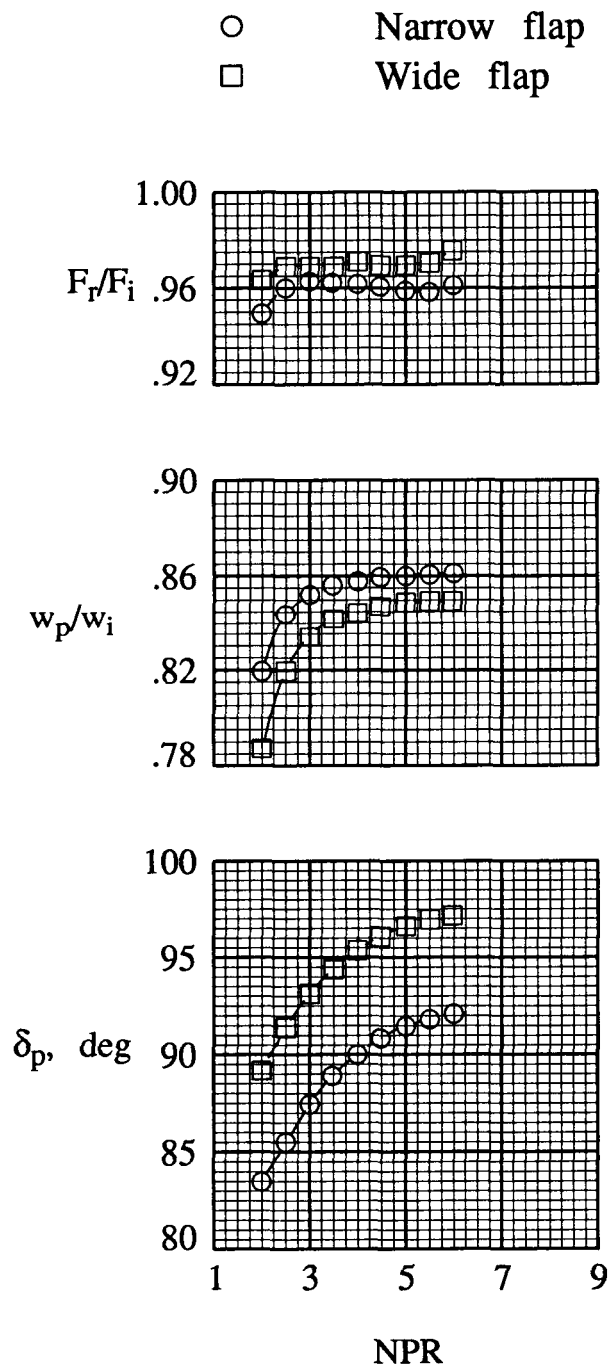 Narrow flap
Wide flap
1.00
F_r/F_i .96
.92
.90
.86
w_p/w_i
.82
.78
100
95
δ_p, deg 90
85
80
1 3 5 7 9
NPR